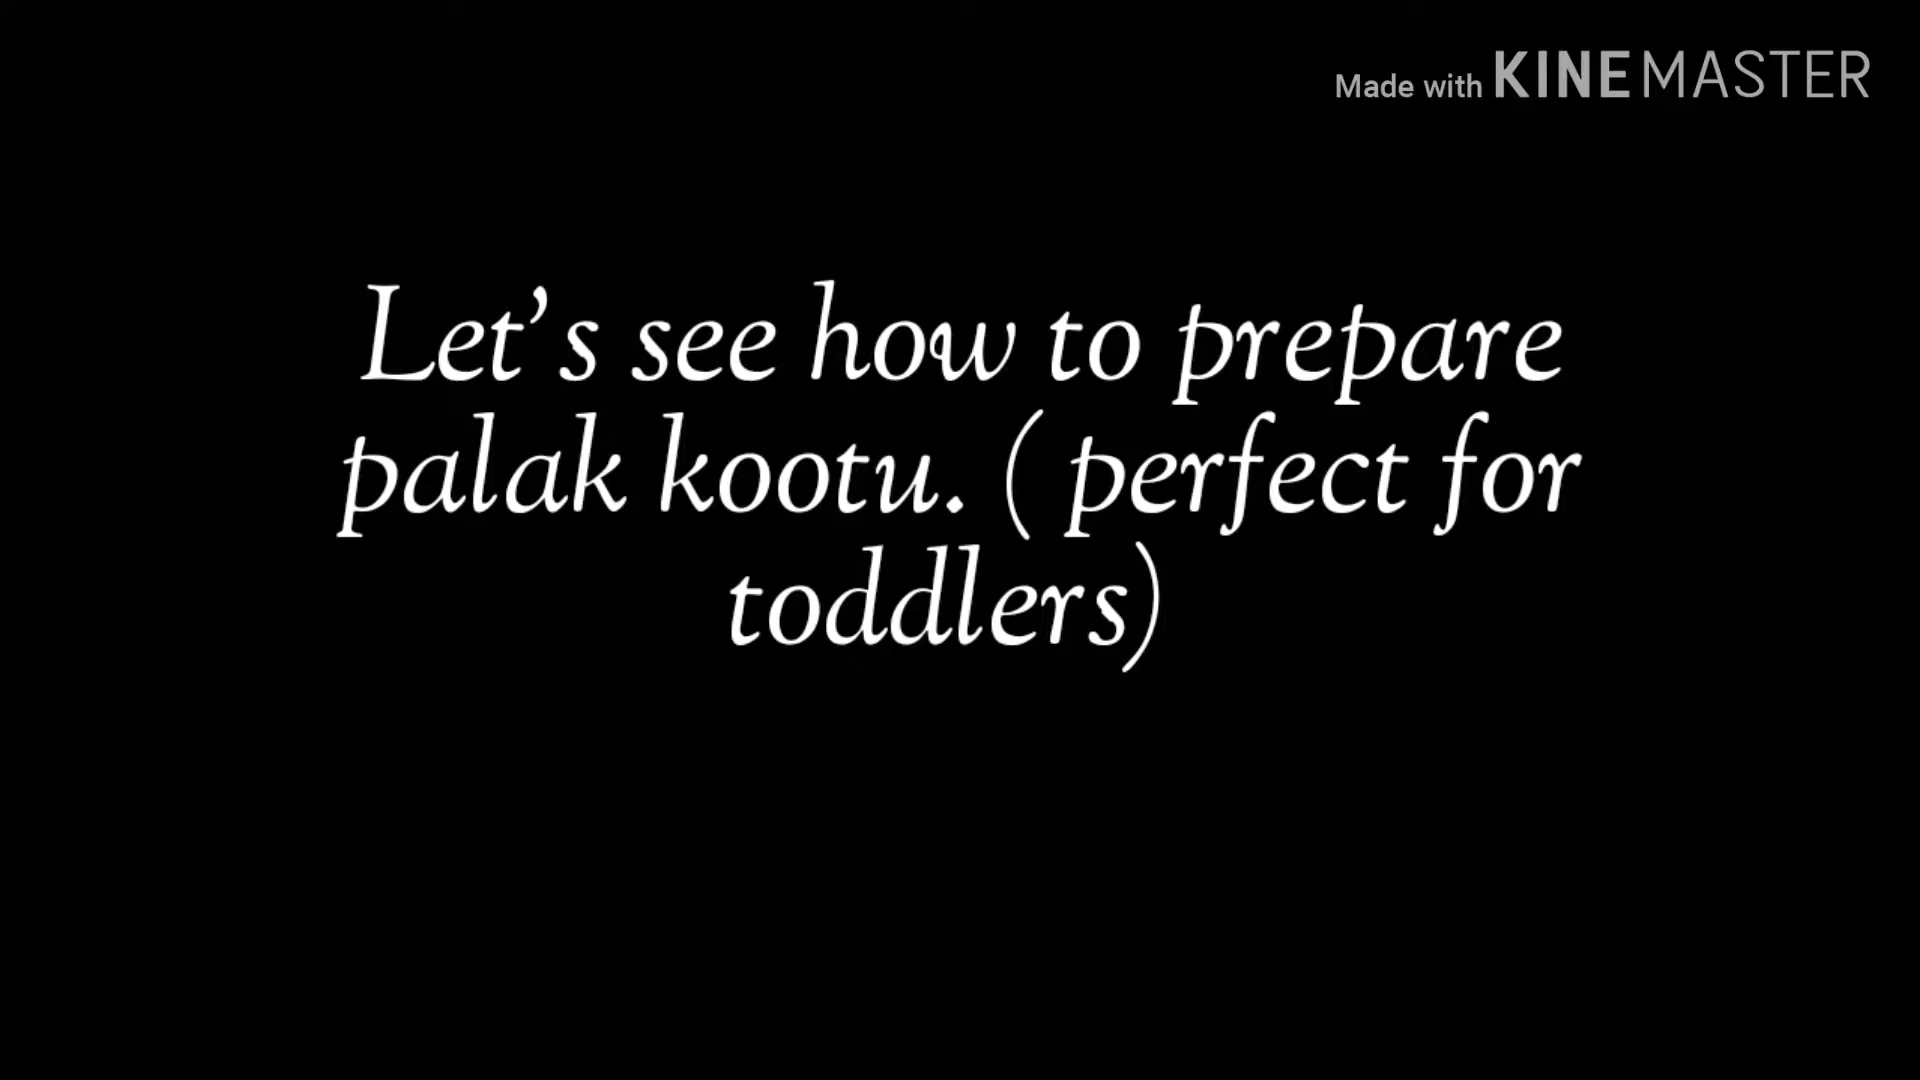 Made with KINEMASTER
Let's see how to prepare
palak kootu. ( perfect for
toddlers)